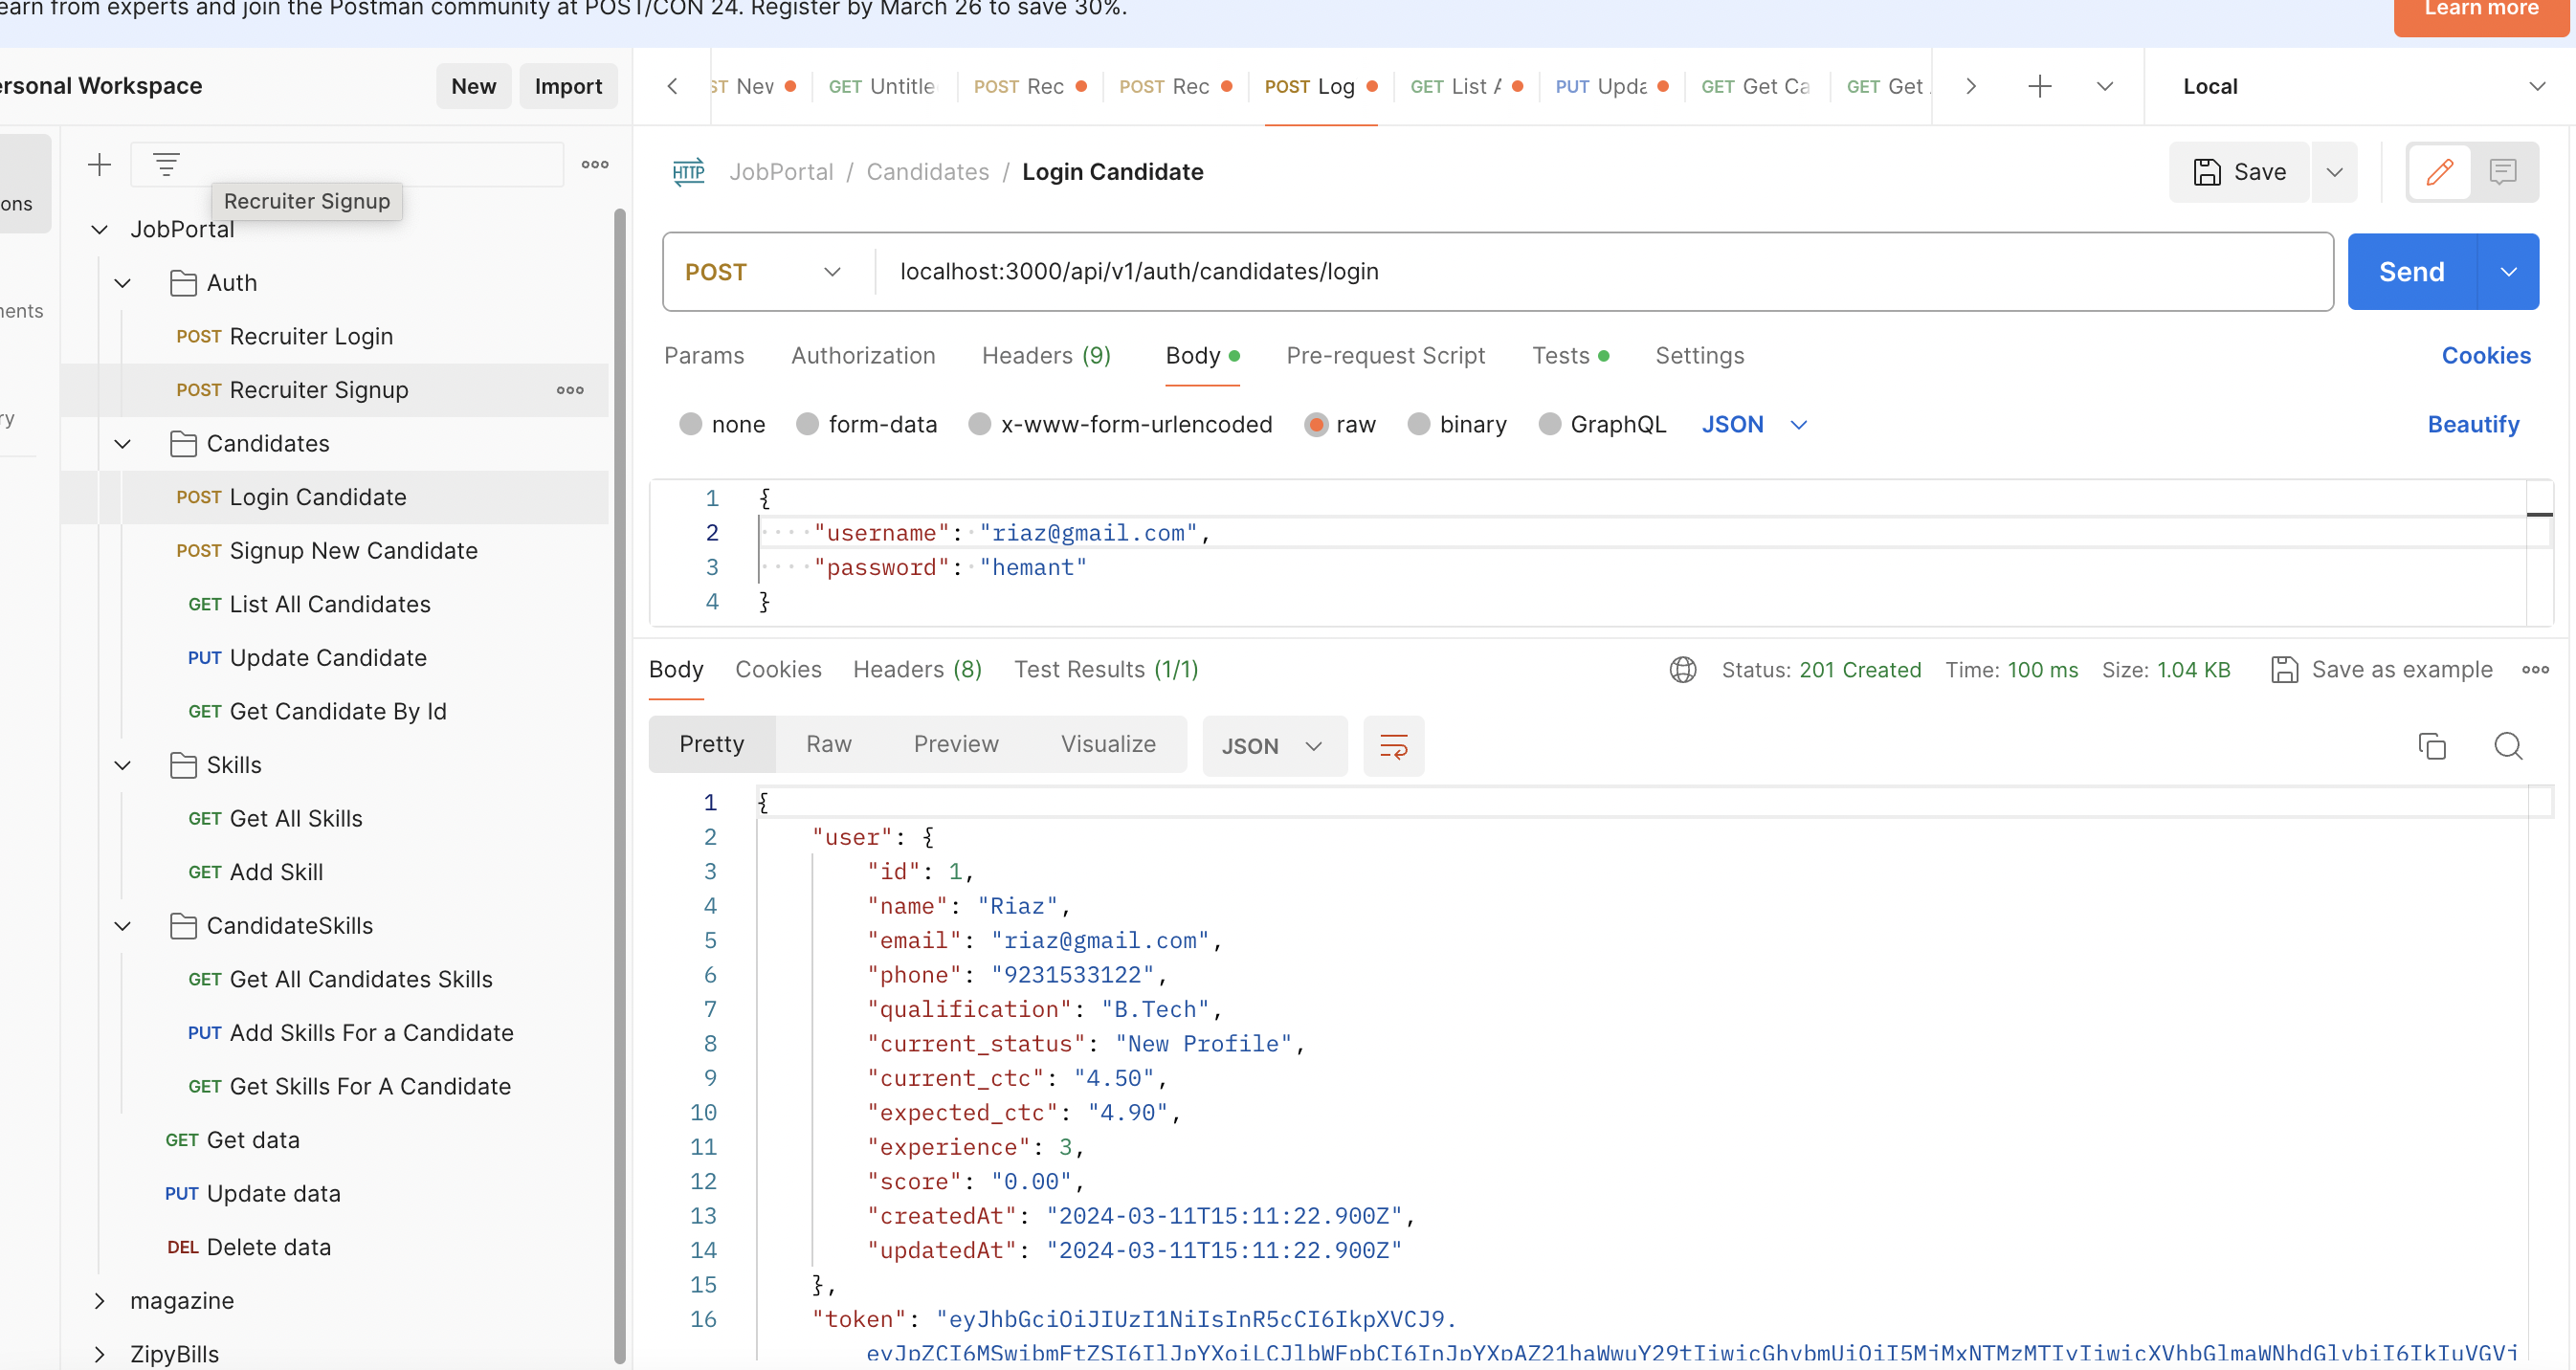 earn from experts and join the Postman community at POST/CON 24. Register by March 26 to save 30%.
Learn more
ersonal Workspace
New
Import
ST New
GET Untitle
POST Rec
POST Rec
POST Log
GET List A
PUT Upda
GET Get Ca
GET Get
Local
ons
ents
ry
Recruiter Signup
JobPortal
Auth
POST Recruiter Login
POST Recruiter Signup
Candidates
POST Login Candidate
POST Signup New Candidate
GET List All Candidates
PUT Update Candidate
GET Get Candidate By Id
Skills
GET Get All Skills
GET Add Skill
CandidateSkills
GET Get All Candidates Skills
PUT Add Skills For a Candidate
GET Get Skills For A Candidate
GET Get data
PUT Update data
DEL Delete data
magazine
ZipyBills
HTTP JobPortal / Candidates / Login Candidate
Save
POST localhost:3000/api/v1/auth/candidates/login
Send
Params Authorization Headers (9) Body Pre-request Script Tests Settings Cookies
none form-data x-www-form-urlencoded raw binary GraphQL JSON Beautify
1 {
2 "username": "riaz@gmail.com",
3 "password": "hemant"
4 }
Body Cookies Headers (8) Test Results (1/1) Status: 201 Created Time: 100 ms Size: 1.04 KB Save as example
Pretty Raw Preview Visualize JSON
1 {
2 "user": {
3 "id": 1,
4 "name": "Riaz",
5 "email": "riaz@gmail.com",
6 "phone": "9231533122",
7 "qualification": "B.Tech",
8 "current_status": "New Profile",
9 "current_ctc": "4.50",
10 "expected_ctc": "4.90",
11 "experience": 3,
12 "score": "0.00",
13 "createdAt": "2024-03-11T15:11:22.900Z",
14 "updatedAt": "2024-03-11T15:11:22.900Z"
15 },
16 "token": "eyJhbGciOiJIUzI1NiIsInR5cCI6IkpXVCJ9.